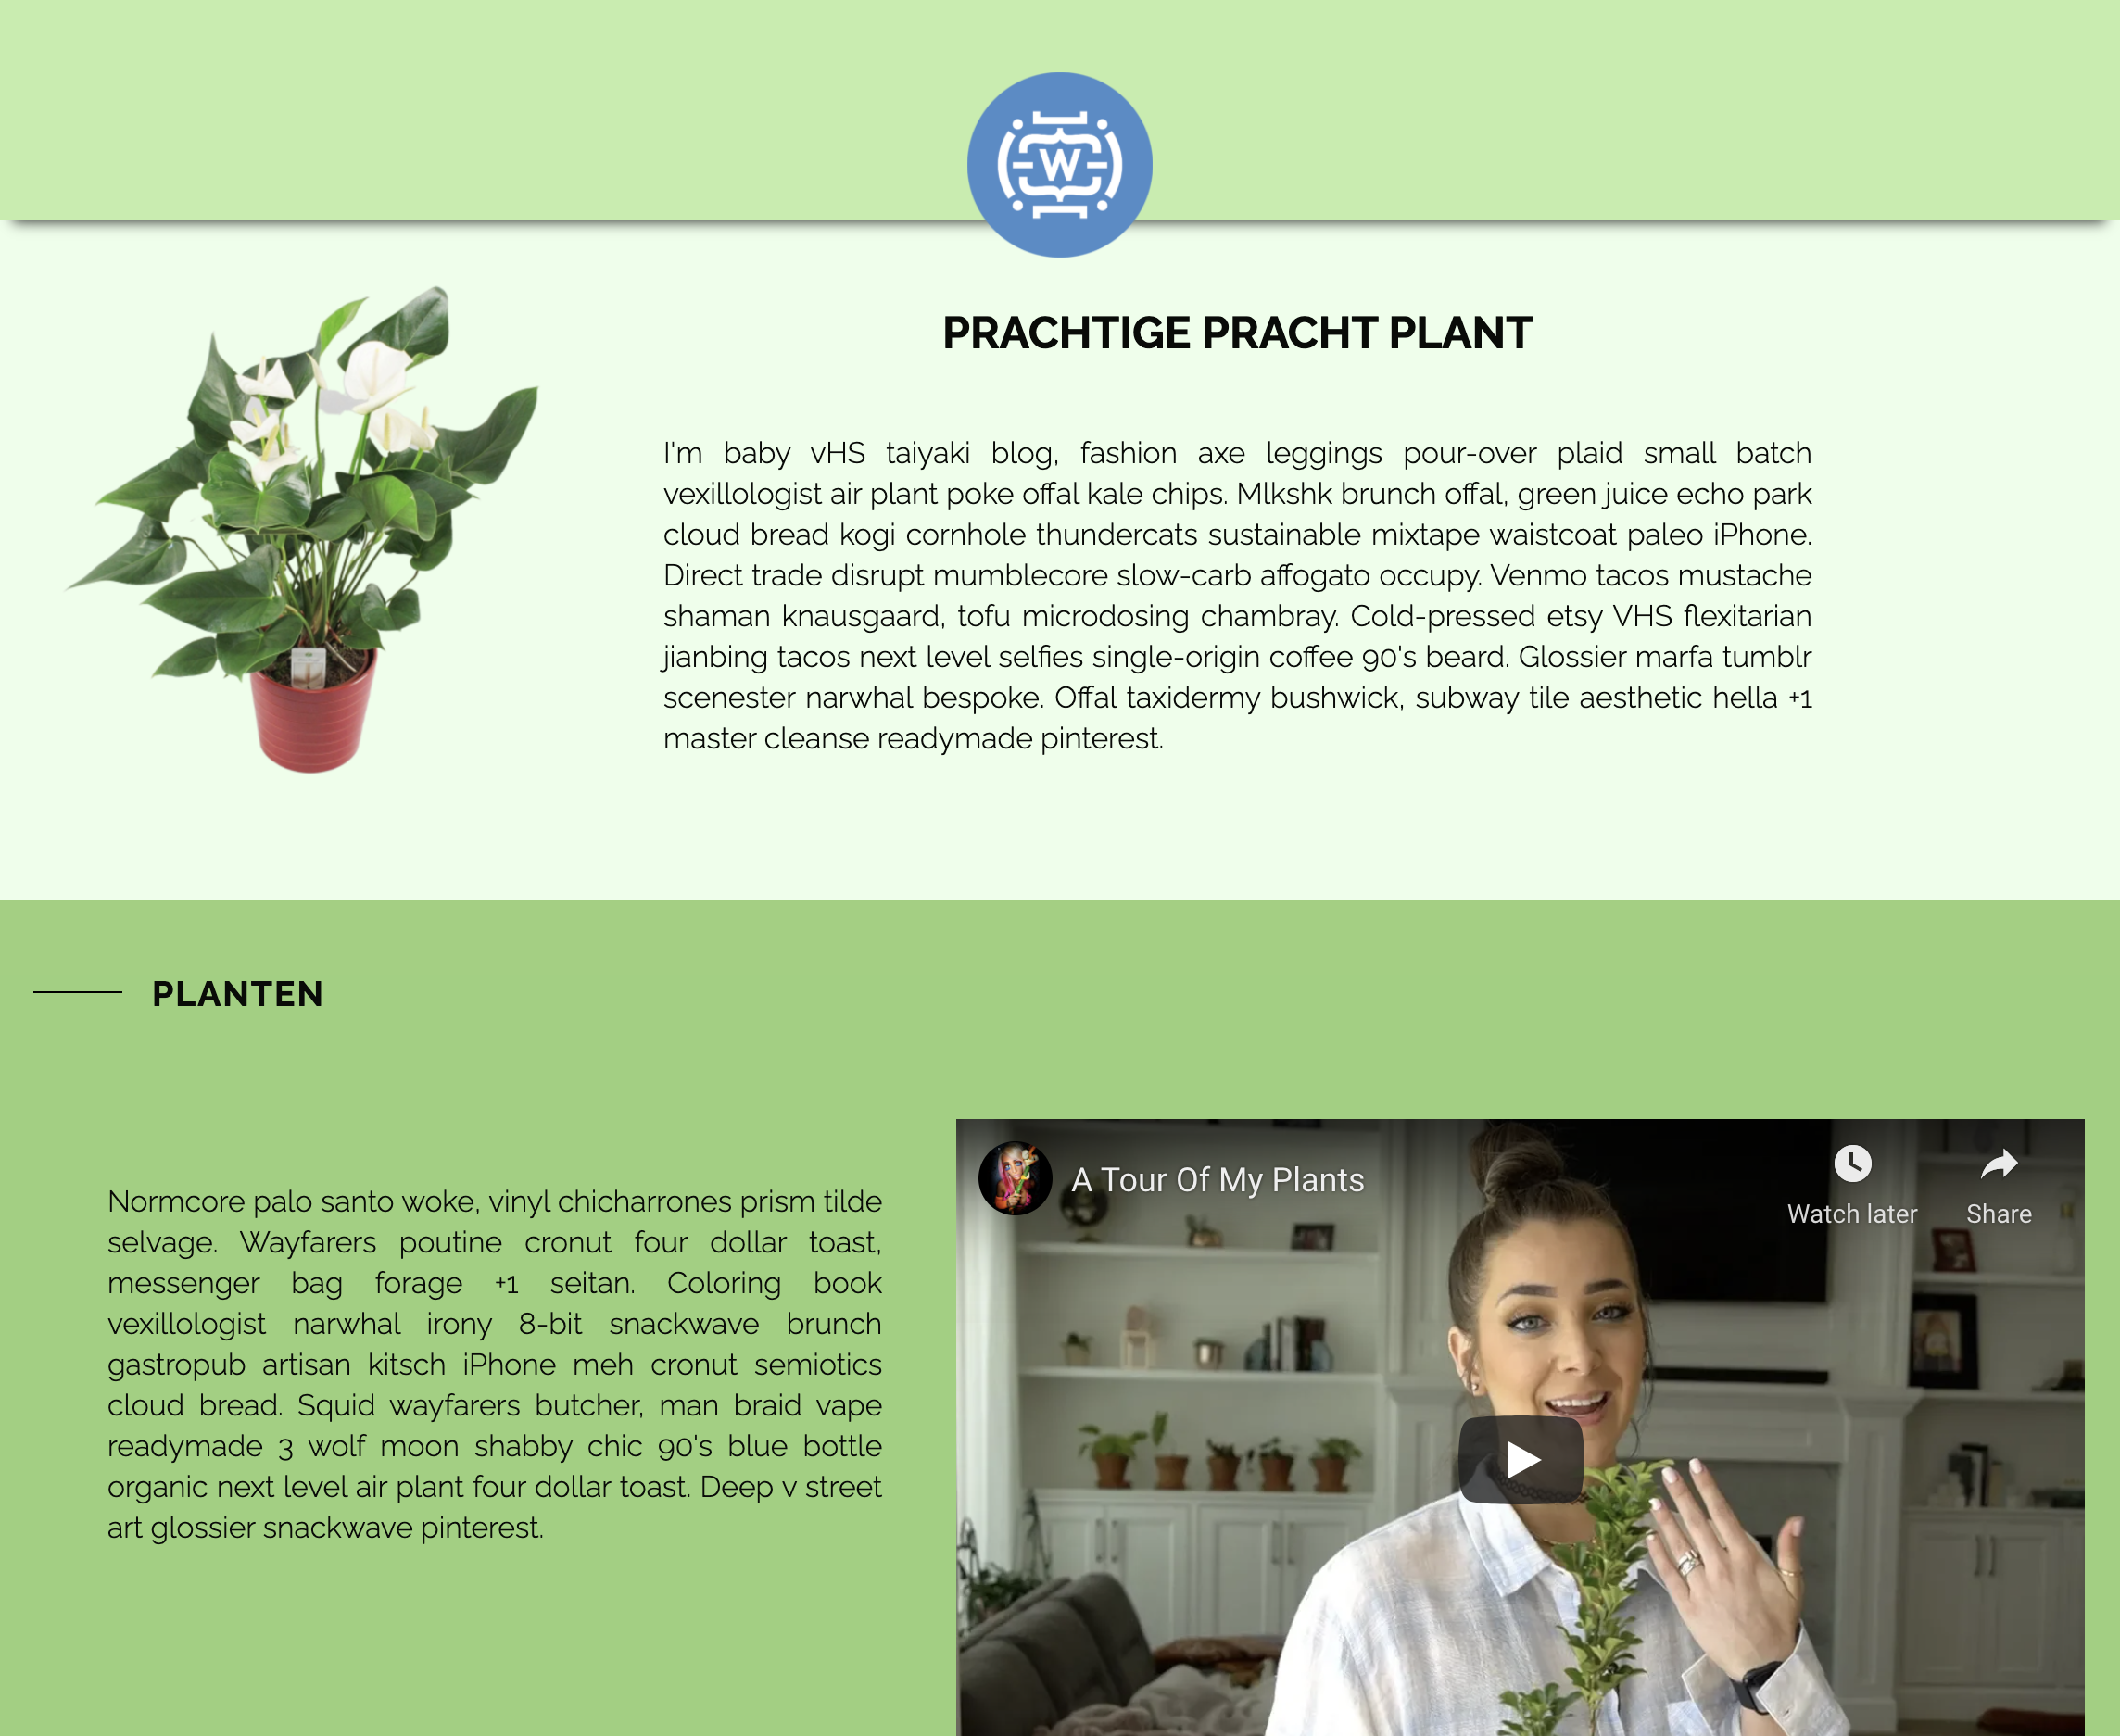 W
PRACHTIGE PRACHT PLANT
I'm baby vHS taiyaki blog, fashion axe leggings pour-over plaid small batch
vexillologist air plant poke offal kale chips. Mlkshk brunch offal, green juice echo park
cloud bread kogi cornhole thundercats sustainable mixtape waistcoat paleo iPhone.
Direct trade disrupt mumblecore slow-carb affogato occupy. Venmo tacos mustache
shaman knausgaard, tofu microdosing chambray. Cold-pressed etsy VHS flexitarian
jianbing tacos next level selfies single-origin coffee 90's beard. Glossier marfa tumblr
scenester narwhal bespoke. Offal taxidermy bushwick, subway tile aesthetic hella +1
master cleanse readymade pinterest.
PLANTEN
Normcore palo santo woke, vinyl chicharrones prism tilde
selvage. Wayfarers poutine cronut four dollar toast,
messenger bag forage +1 seitan. Coloring book
vexillologist narwhal irony 8-bit snackwave brunch
gastropub artisan kitsch iPhone meh cronut semiotics
cloud bread. Squid wayfarers butcher, man braid vape
readymade 3 wolf moon shabby chic 90's blue bottle
organic next level air plant four dollar toast. Deep v street
art glossier snackwave pinterest.
A Tour Of My Plants
Watch later
Share